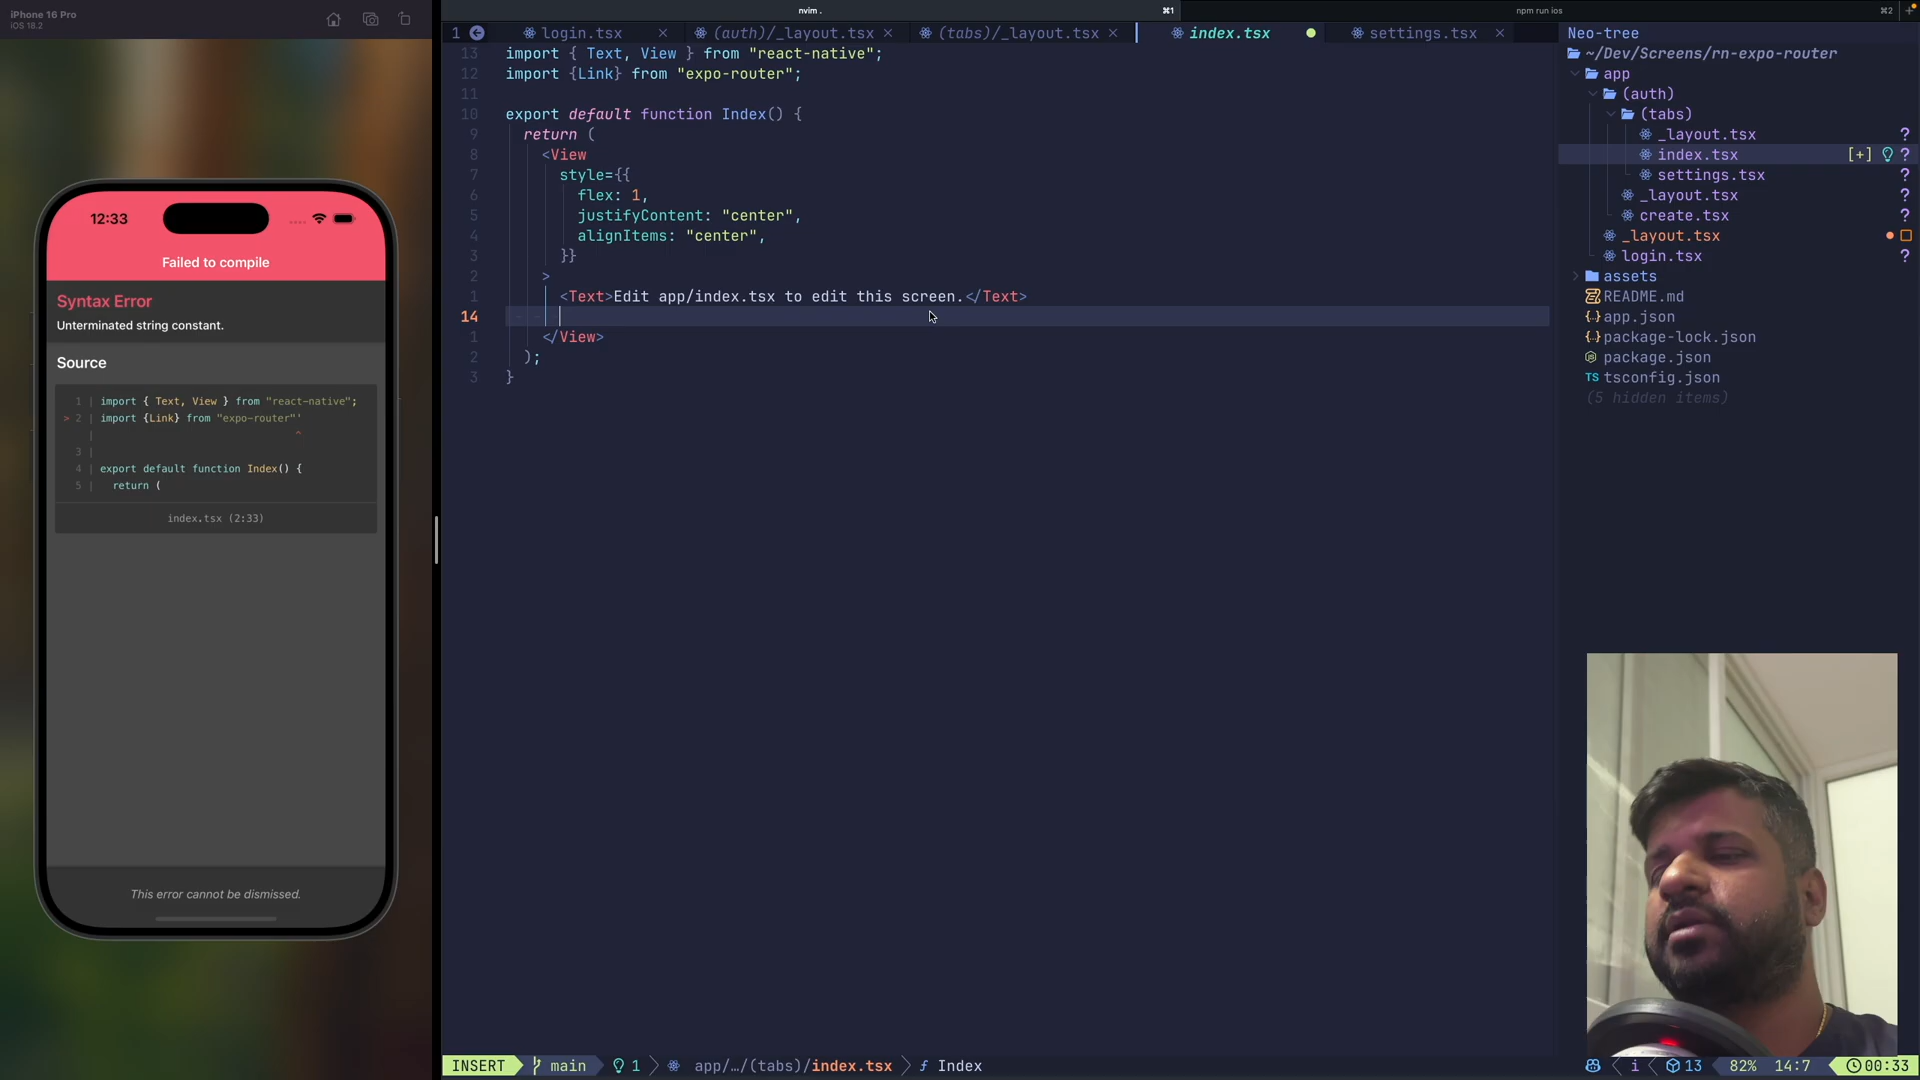 iPhone 16 Pro
iOS 18.2
12:33
Failed to compile
Syntax Error
Unterminated string constant.
Source
1 | import { Text, View } from "react-native";
> 2 | import {Link} from "expo-router"'
| ^
3 |
4 | export default function Index() {
5 | return (
index.tsx (2:33)
This error cannot be dismissed.
nvim . ⌘1 npm run ios ⌘2
1 login.tsx (auth)/_layout.tsx (tabs)/_layout.tsx index.tsx settings.tsx
13 import { Text, View } from "react-native";
12 import {Link} from "expo-router";
11
10 export default function Index() {
9 return (
8 <View
7 style={{
6 flex: 1,
5 justifyContent: "center",
4 alignItems: "center",
3 }}
2 >
1 <Text>Edit app/index.tsx to edit this screen.</Text>
14
1 </View>
2 );
3 }
Neo-tree
~/Dev/Screens/rn-expo-router
app
(auth)
(tabs)
_layout.tsx ?
index.tsx [+] ?
settings.tsx ?
_layout.tsx ?
create.tsx ?
_layout.tsx
login.tsx ?
assets
README.md
{..} app.json
{..} package-lock.json
package.json
TS tsconfig.json
(5 hidden items)
INSERT main 1 app/…/(tabs)/index.tsx ƒ Index i 13 82% 14:7 00:33